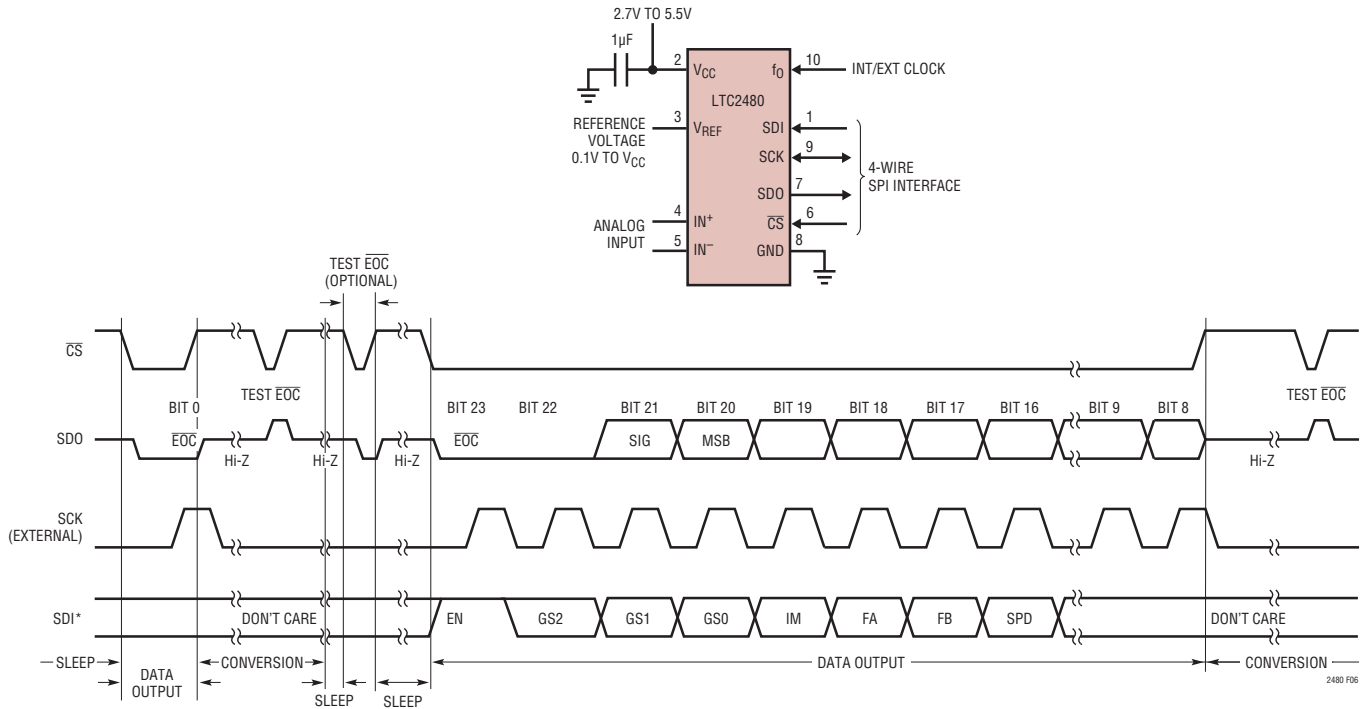 2.7V TO 5.5V
1µF
2
VCC
fO
10
INT/EXT CLOCK
LTC2480
REFERENCE
VOLTAGE
0.1V TO VCC
3
VREF
SDI
1
SCK
9
SDO
7
CS
6
4-WIRE
SPI INTERFACE
ANALOG
INPUT
4
IN+
5
IN–
GND
8
TEST EOC
(OPTIONAL)
CS
TEST EOC
TEST EOC
BIT 0
BIT 23
BIT 22
BIT 21
BIT 20
BIT 19
BIT 18
BIT 17
BIT 16
BIT 9
BIT 8
SDO
EOC
EOC
SIG
MSB
Hi-Z
Hi-Z
Hi-Z
Hi-Z
SCK
(EXTERNAL)
SDI*
DON'T CARE
EN
GS2
GS1
GS0
IM
FA
FB
SPD
DON'T CARE
SLEEP
DATA
OUTPUT
CONVERSION
SLEEP
SLEEP
DATA OUTPUT
CONVERSION
2480 F06